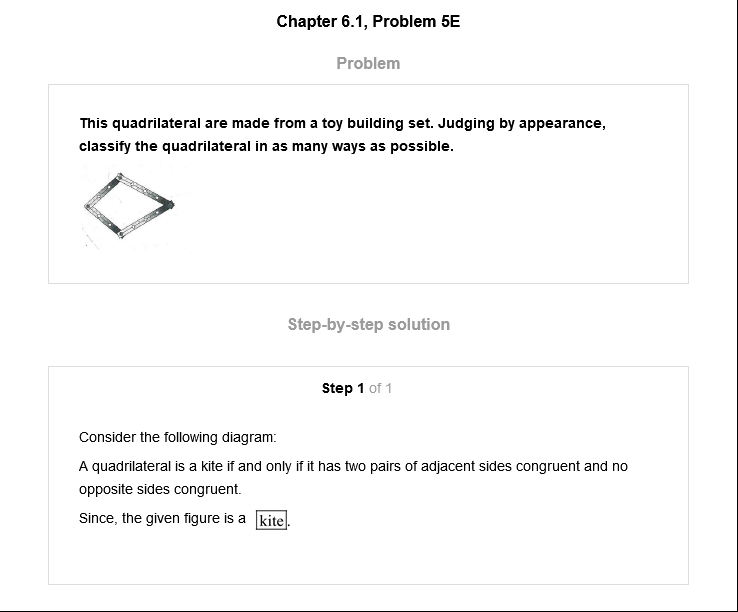 Chapter 6.1, Problem 5E
Problem
This quadrilateral are made from a toy building set. Judging by appearance,
classify the quadrilateral in as many ways as possible.
Step-by-step solution
Step 1 of 1
Consider the following diagram:
A quadrilateral is a kite if and only if it has two pairs of adjacent sides congruent and no
opposite sides congruent.
Since, the given figure is a kite.